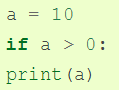 a = 10
if a > 0:
print(a)